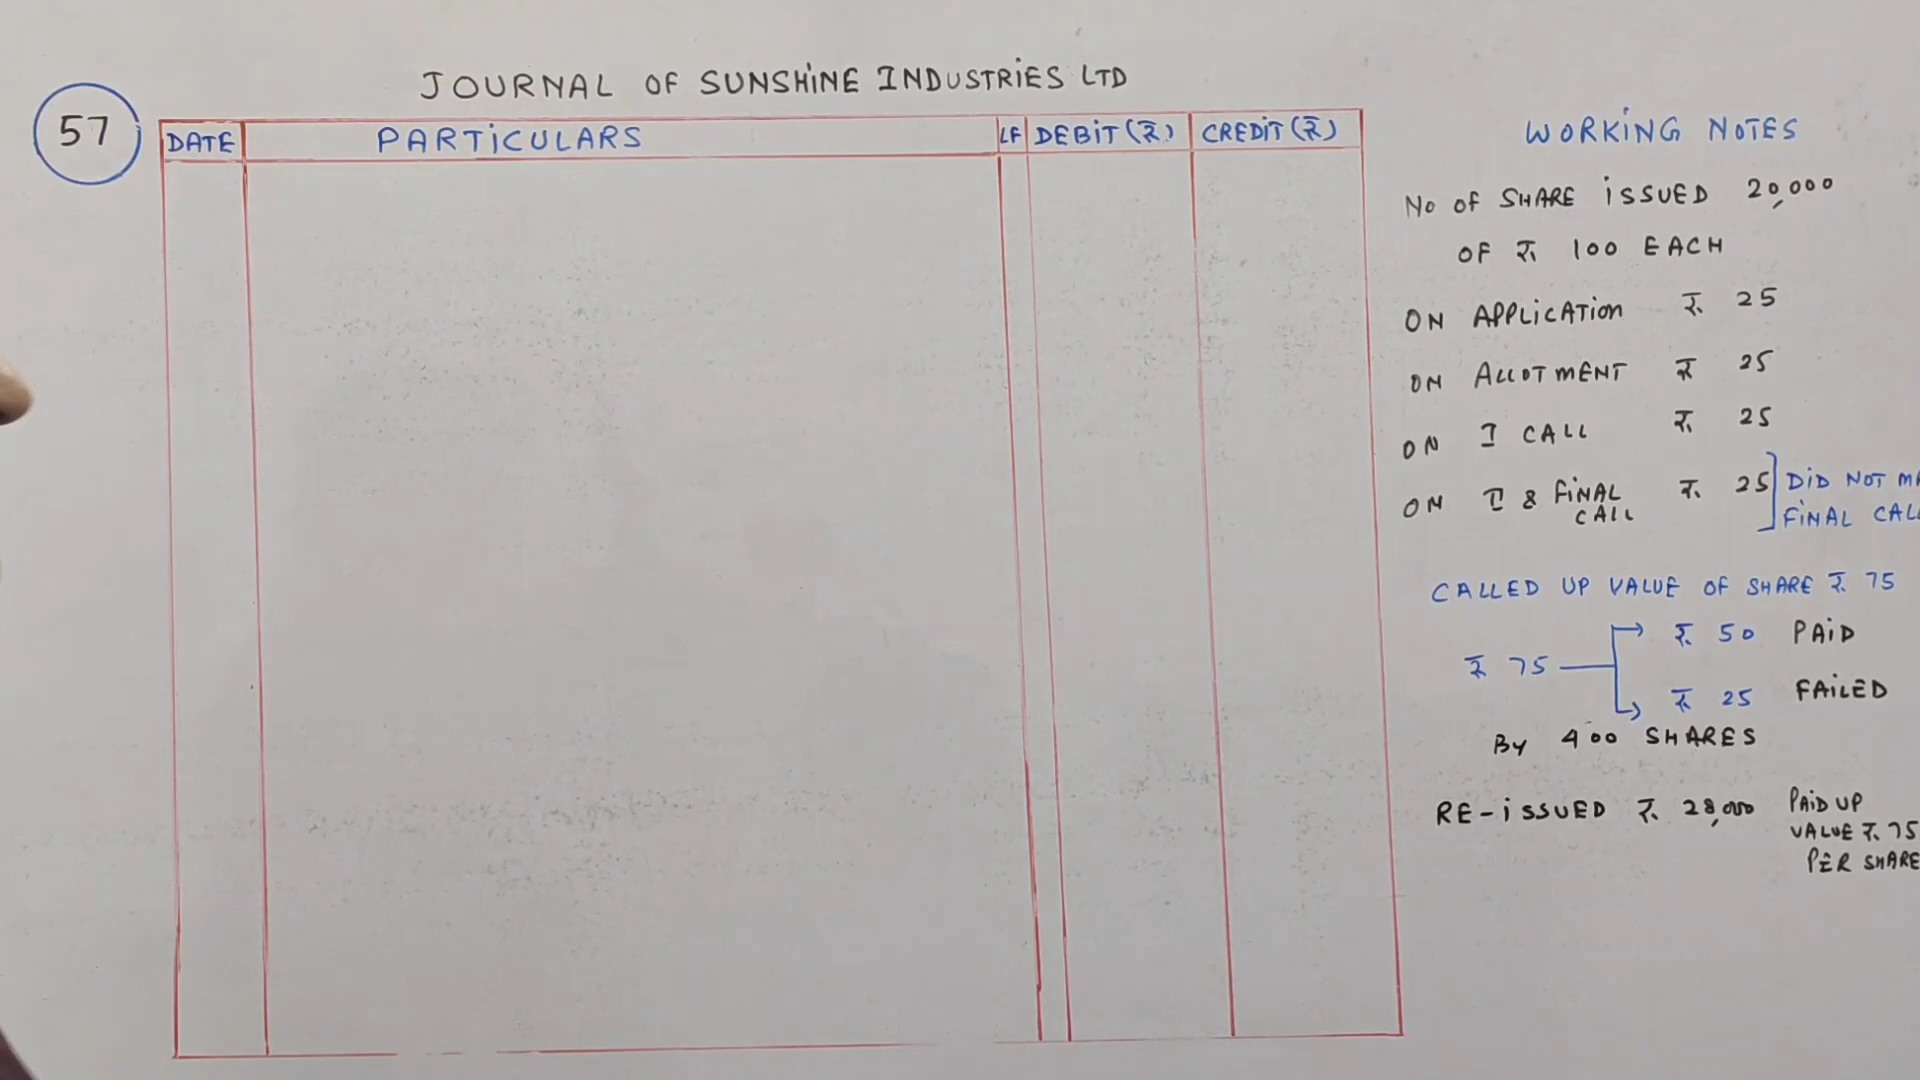 JOURNAL OF SUNSHINE INDUSTRIES LTD
57
DATE PARTICULARS LF DEBIT (₹) CREDIT (₹)
WORKING NOTES
No OF SHARE ISSUED 20,000
OF ₹ 100 EACH
ON APPLICATION ₹ 25
ON ALLOTMENT ₹ 25
ON I CALL ₹ 25
ON II & FINAL CALL ₹ 25
DID NOT
FINAL
CALLED UP VALUE OF SHARE ₹ 75
₹ 75
₹ 50 PAID
₹ 25 FAILED
By 400 SHARES
RE-ISSUED ₹ 28,000 PAID UP
VALUE ₹ 75
PER SHARE